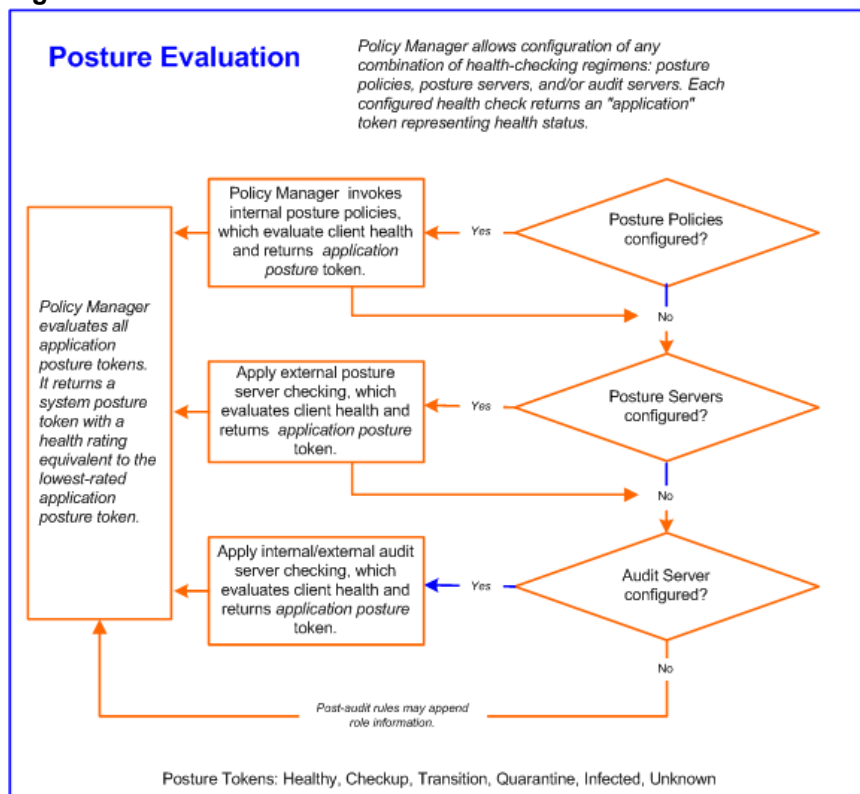 Posture Evaluation
Policy Manager allows configuration of any
combination of health-checking regimens: posture
policies, posture servers, and/or audit servers. Each
configured health check returns an "application"
token representing health status.
Policy Manager invokes
internal posture policies,
which evaluate client health
and returns application
posture token.
Yes
Posture Policies
configured?
No
Policy Manager
evaluates all
application
posture tokens.
It returns a
system posture
token with a
health rating
equivalent to the
lowest-rated
application
posture token.
Apply external posture
server checking, which
evaluates client health and
returns application posture
token.
Yes
Posture Servers
configured?
No
Apply internal/external audit
server checking, which
evaluates client health and
returns application posture
token.
Yes
Audit Server
configured?
No
Post-audit rules may append
role information.
Posture Tokens: Healthy, Checkup, Transition, Quarantine, Infected, Unknown